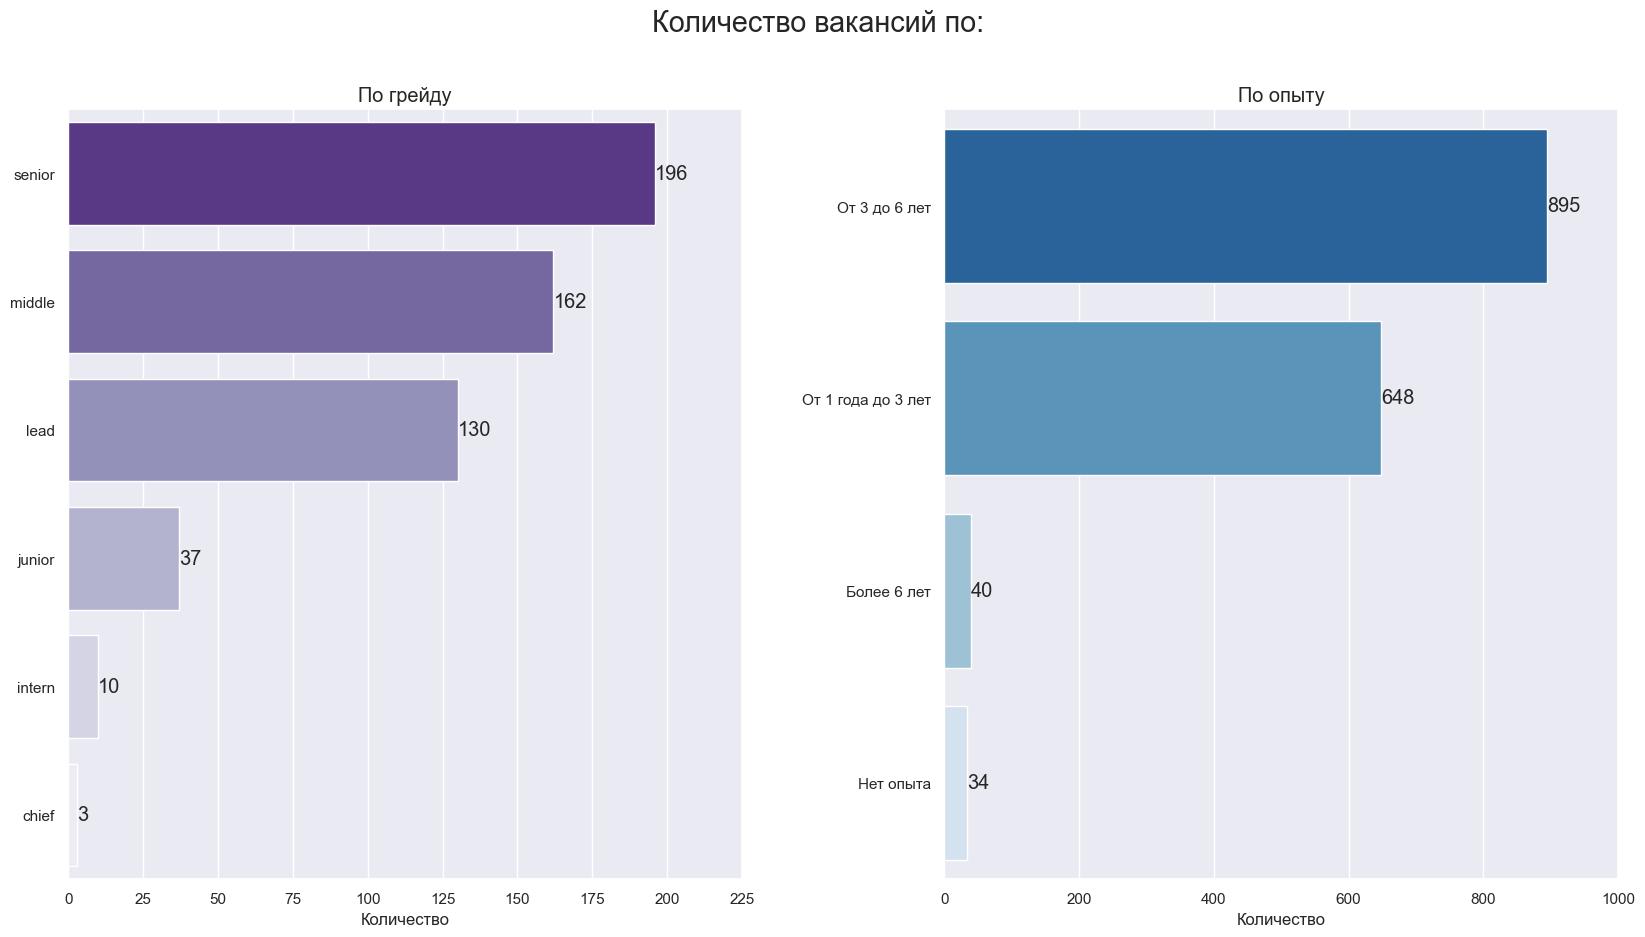 Количество вакансий по:
По грейду
senior
196
middle
162
lead
130
junior
37
intern
10
chief
3
0 25 50 75 100 125 150 175 200 225
Количество
По опыту
От 3 до 6 лет
895
От 1 года до 3 лет
648
Более 6 лет
40
Нет опыта
34
0 200 400 600 800 1000
Количество